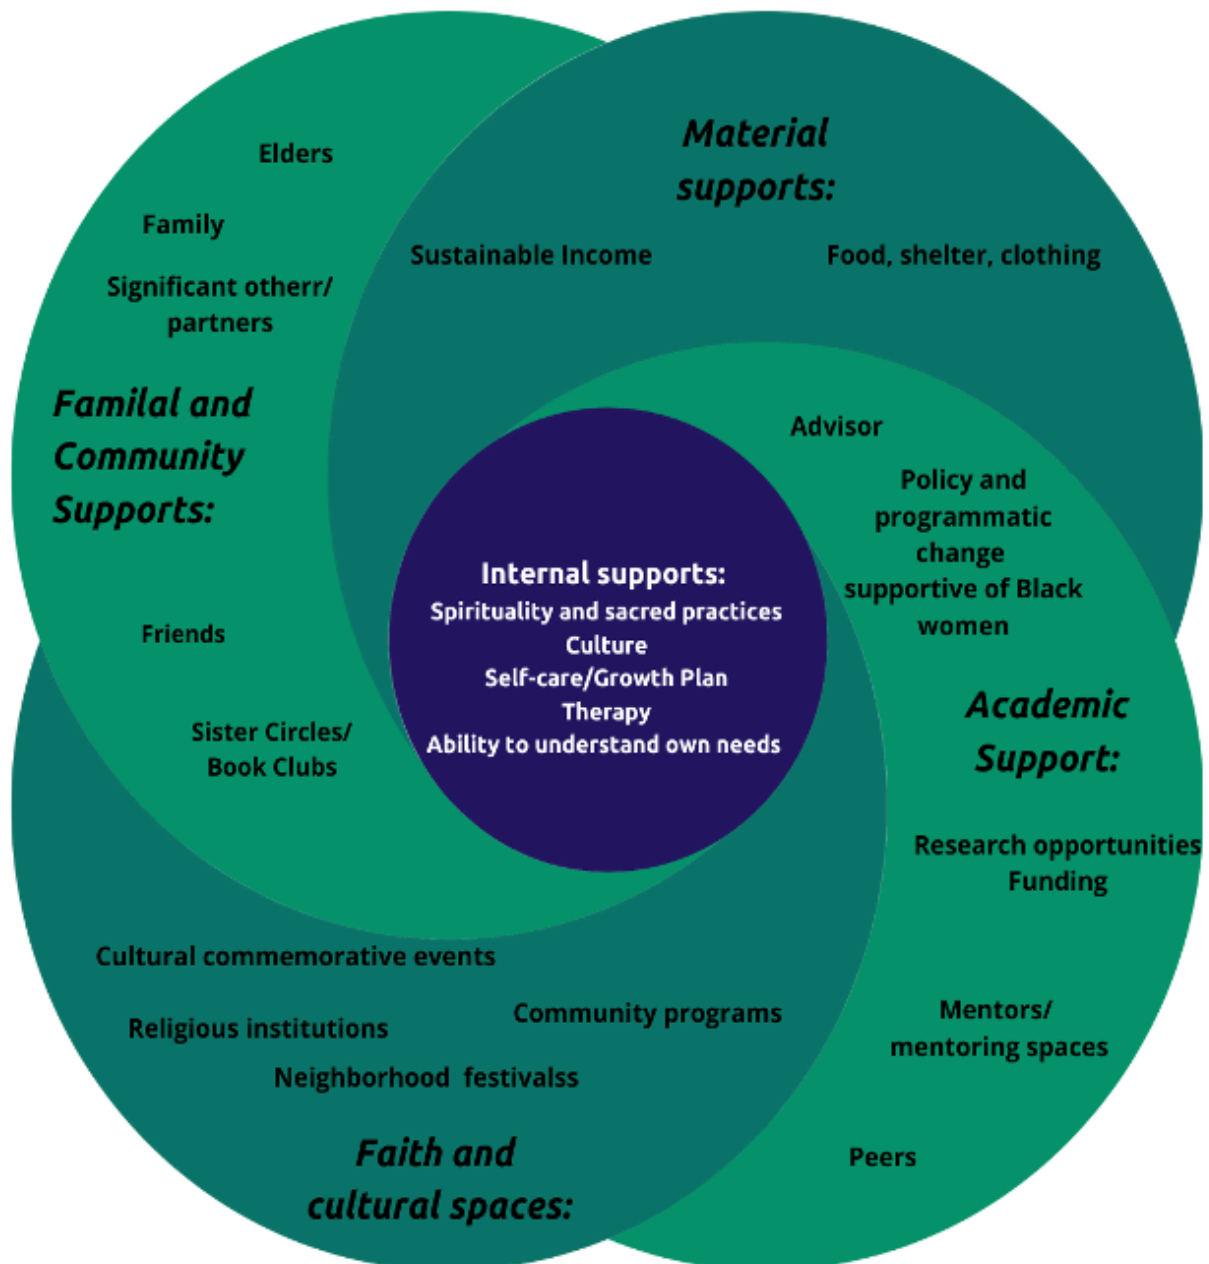 Elders
Family
Significant otherr/
partners
Familal and
Community
Supports:
Friends
Sister Circles/
Book Clubs
Material
supports:
Sustainable Income
Food, shelter, clothing
Internal supports:
Spirituality and sacred practices
Culture
Self-care/Growth Plan
Therapy
Ability to understand own needs
Advisor
Policy and
programmatic
change
supportive of Black
women
Academic
Support:
Research opportunities
Funding
Mentors/
mentoring spaces
Peers
Cultural commemorative events
Community programs
Religious institutions
Neighborhood  festivalss
Faith and
cultural spaces: